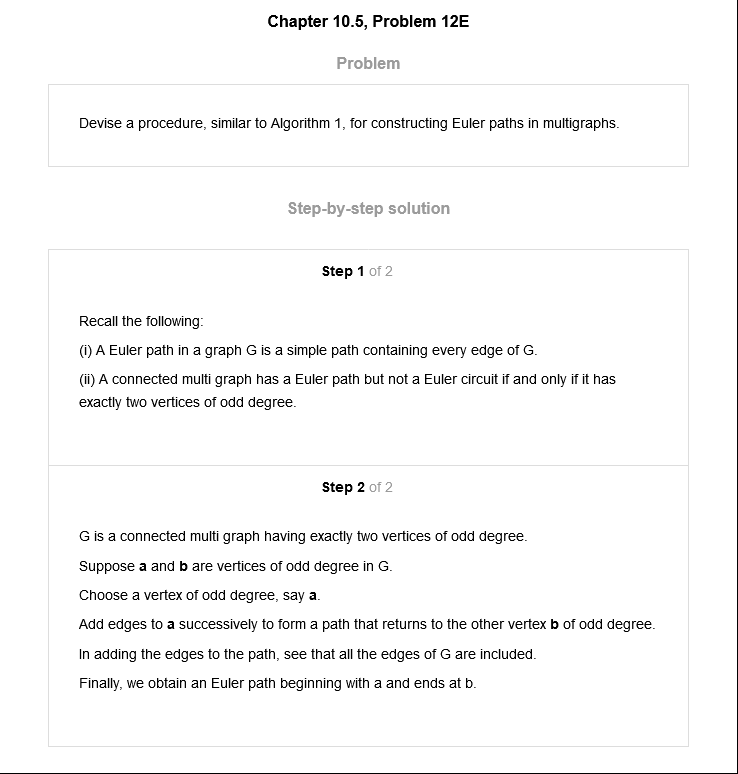 Chapter 10.5, Problem 12E
Problem
Devise a procedure, similar to Algorithm 1, for constructing Euler paths in multigraphs.
Step-by-step solution
Step 1 of 2
Recall the following:
(i) A Euler path in a graph G is a simple path containing every edge of G.
(ii) A connected multi graph has a Euler path but not a Euler circuit if and only if it has
exactly two vertices of odd degree.
Step 2 of 2
G is a connected multi graph having exactly two vertices of odd degree.
Suppose a and b are vertices of odd degree in G.
Choose a vertex of odd degree, say a.
Add edges to a successively to form a path that returns to the other vertex b of odd degree.
In adding the edges to the path, see that all the edges of G are included.
Finally, we obtain an Euler path beginning with a and ends at b.